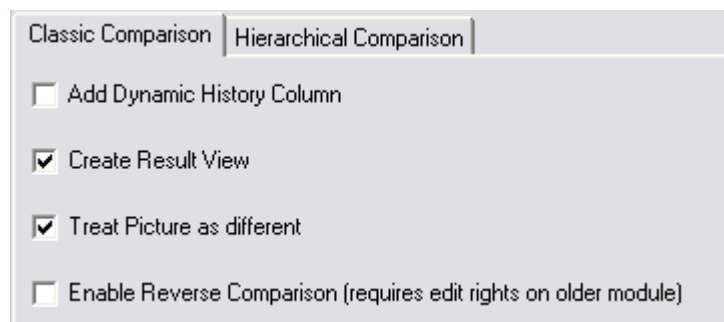 Classic Comparison Hierarchical Comparison
Add Dynamic History Column
Create Result View
Treat Picture as different
Enable Reverse Comparison (requires edit rights on older module)